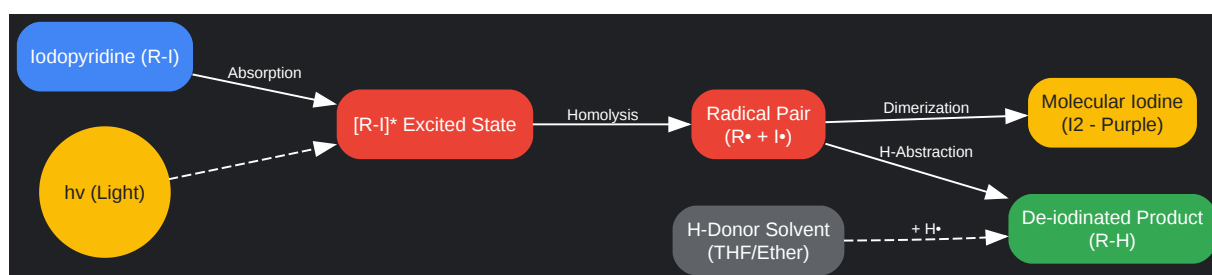 Iodopyridine (R-I)
Absorption
hv (Light)
[R-I]* Excited State
Homolysis
Radical Pair
(R• + I•)
Dimerization
Molecular Iodine
(I2 - Purple)
H-Abstraction
H-Donor Solvent
(THF/Ether)
+ H•
De-iodinated Product
(R-H)